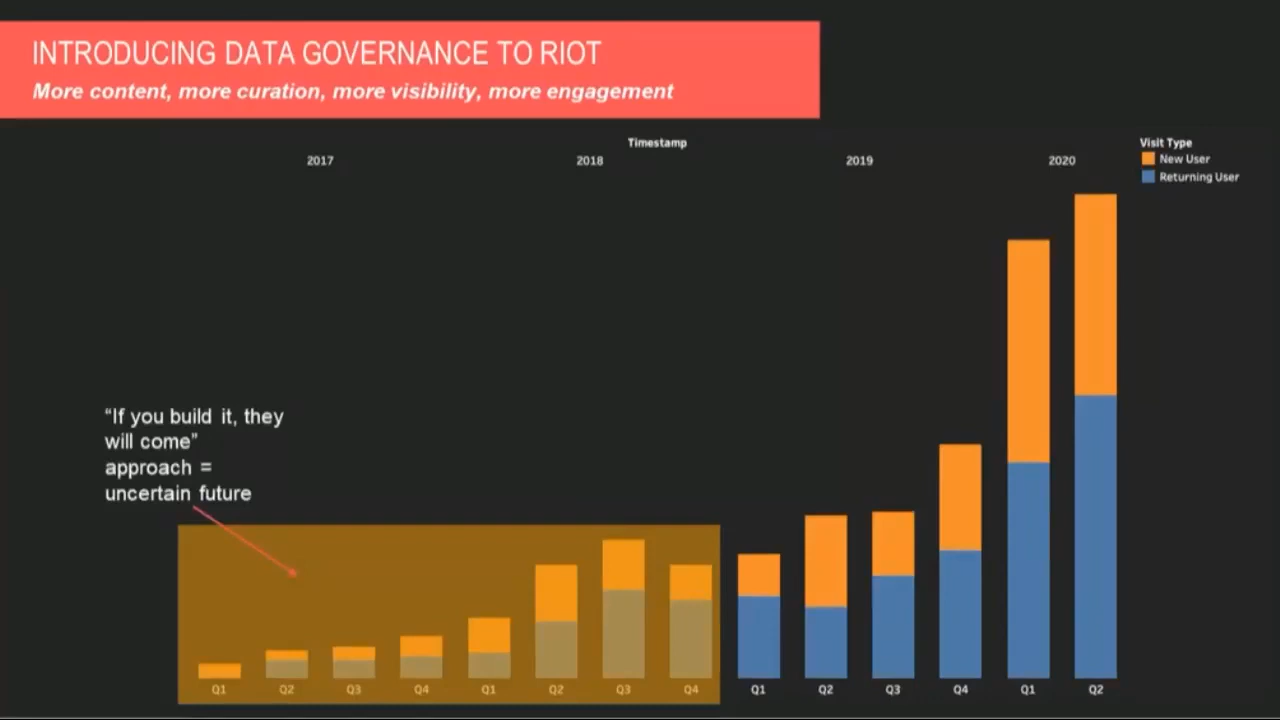 INTRODUCING DATA GOVERNANCE TO RIOT
More content, more curation, more visibility, more engagement
Timestamp
2017 2018 2019 2020
Visit Type
New User
Returning User
“If you build it, they
will come”
approach =
uncertain future
Q1 Q2 Q3 Q4 Q1 Q2 Q3 Q4 Q1 Q2 Q3 Q4 Q1 Q2